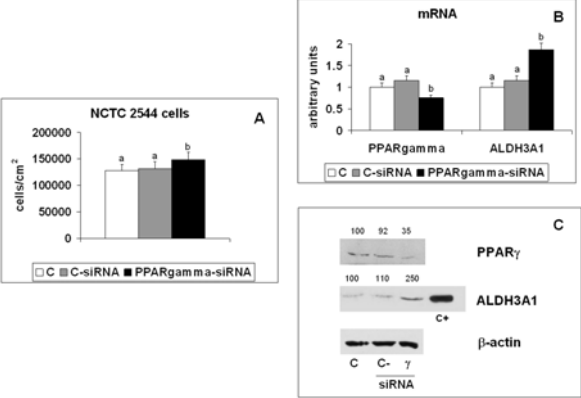 NCTC 2544 cells
A
cells/cm²
200000
150000
100000
50000
0
a a b
C C-siRNA PPARgamma-siRNA
mRNA
B
arbitrary units
2
1.5
1
0.5
0
a a b a a b
PPARgamma ALDH3A1
C C-siRNA PPARgamma-siRNA
C
100 92 35
PPARγ
100 110 250
ALDH3A1
C+
β-actin
C C- γ
siRNA